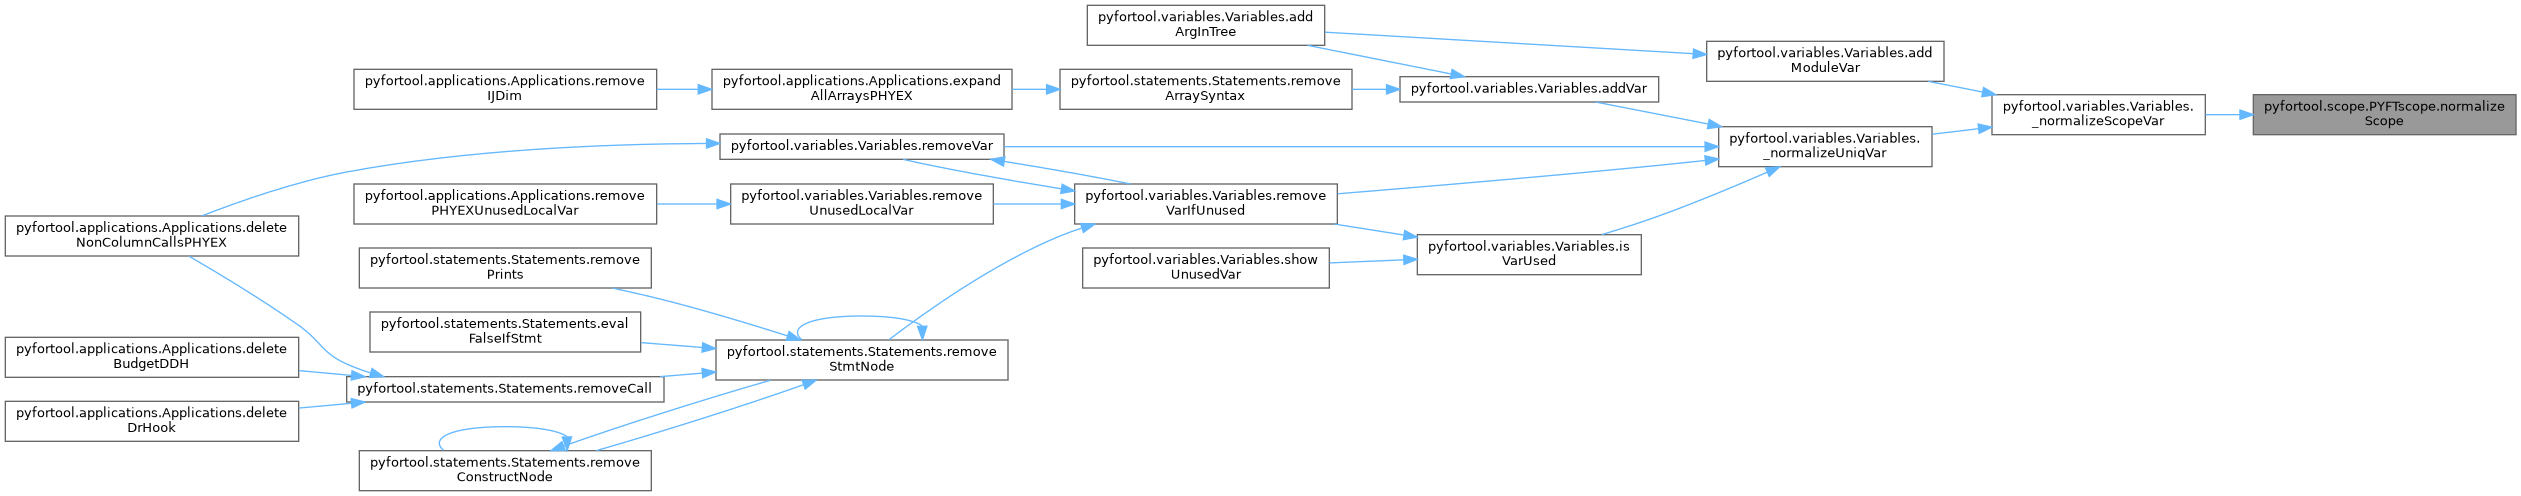 pyfortool.variables.Variables.add
ArgInTree
pyfortool.variables.Variables.add
ModuleVar
pyfortool.applications.Applications.remove
IJDim
pyfortool.applications.Applications.expand
AllArraysPHYEX
pyfortool.statements.Statements.remove
ArraySyntax
pyfortool.variables.Variables.addVar
pyfortool.variables.Variables.
_normalizeScopeVar
pyfortool.scope.PYFTscope.normalize
Scope
pyfortool.variables.Variables.removeVar
pyfortool.variables.Variables.
_normalizeUniqVar
pyfortool.applications.Applications.remove
PHYEXUnusedLocalVar
pyfortool.variables.Variables.remove
UnusedLocalVar
pyfortool.variables.Variables.remove
VarIfUnused
pyfortool.applications.Applications.delete
NonColumnCallsPHYEX
pyfortool.statements.Statements.remove
Prints
pyfortool.variables.Variables.show
UnusedVar
pyfortool.variables.Variables.is
VarUsed
pyfortool.statements.Statements.eval
FalseIfStmt
pyfortool.applications.Applications.delete
BudgetDDH
pyfortool.statements.Statements.remove
StmtNode
pyfortool.statements.Statements.removeCall
pyfortool.applications.Applications.delete
DrHook
pyfortool.statements.Statements.remove
ConstructNode